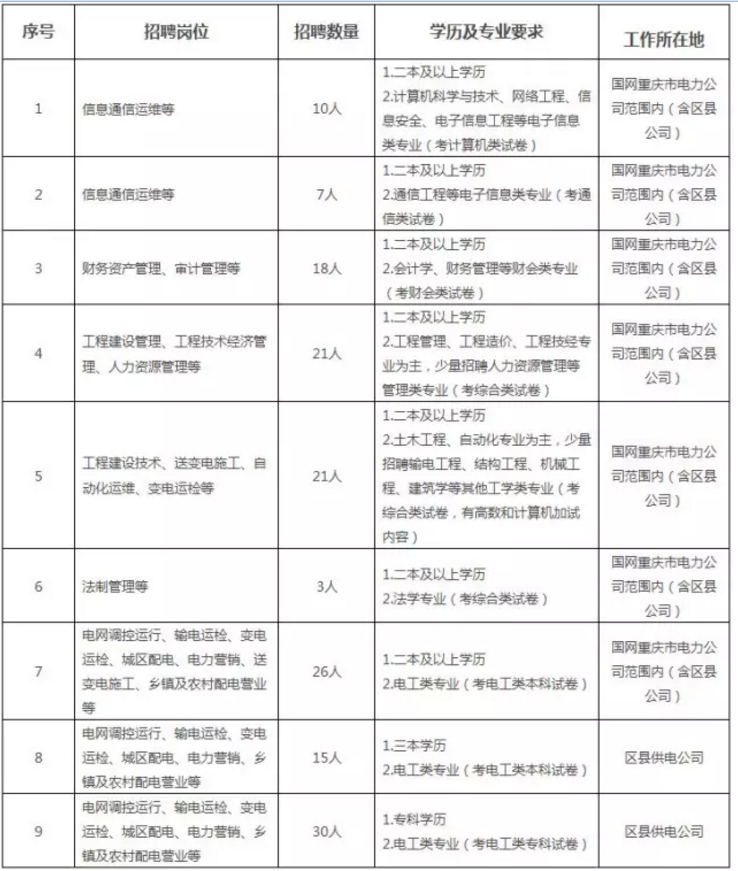 序号 招聘岗位 招聘数量 学历及专业要求 工作所在地
1
信息通信运维等
10人
1.二本及以上学历
2.计算机科学与技术、网络工程、信
息安全、电子信息工程等电子信息
类专业（考计算机类试卷）
国网重庆市电力公
司范围内（含区县
公司）
2
信息通信运维等
7人
1.二本及以上学历
2.通信工程等电子信息类专业（考通
信类试卷）
国网重庆市电力公
司范围内（含区县
公司）
3
财务资产管理、审计管理等
18人
1.二本及以上学历
2.会计学、财务管理等财会类专业
（考财会类试卷）
国网重庆市电力公
司范围内（含区县
公司）
4
工程建设管理、工程技术经济管
理、人力资源管理等
21人
1.二本及以上学历
2.工程管理、工程造价、工程技经专
业为主，少量招聘人力资源管理等
管理类专业（考综合类试卷）
国网重庆市电力公
司范围内（含区县
公司）
5
工程建设技术、送变电施工、自
动化运维、变电运检等
21人
1.二本及以上学历
2.土木工程、自动化专业为主，少量
招聘输电工程、结构工程、机械工
程、建筑学等其他工学类专业（考
综合类试卷，有高数和计算机加试
内容）
国网重庆市电力公
司范围内（含区县
公司）
6
法制管理等
3人
1.二本及以上学历
2.法学专业（考综合类试卷）
国网重庆市电力公
司范围内（含区县
公司）
7
电网调控运行、输电运检、变电
运检、城区配电、电力营销、送
变电施工、乡镇及农村配电营业
等
26人
1.二本及以上学历
2.电工类专业（考电工类本科试卷）
国网重庆市电力公
司范围内（含区县
公司）
8
电网调控运行、输电运检、变电
运检、城区配电、电力营销、乡
镇及农村配电营业等
15人
1.三本学历
2.电工类专业（考电工类本科试卷）
区县供电公司
9
电网调控运行、输电运检、变电
运检、城区配电、电力营销、乡
镇及农村配电营业等
30人
1.专科学历
2.电工类专业（考电工类专科试卷）
区县供电公司